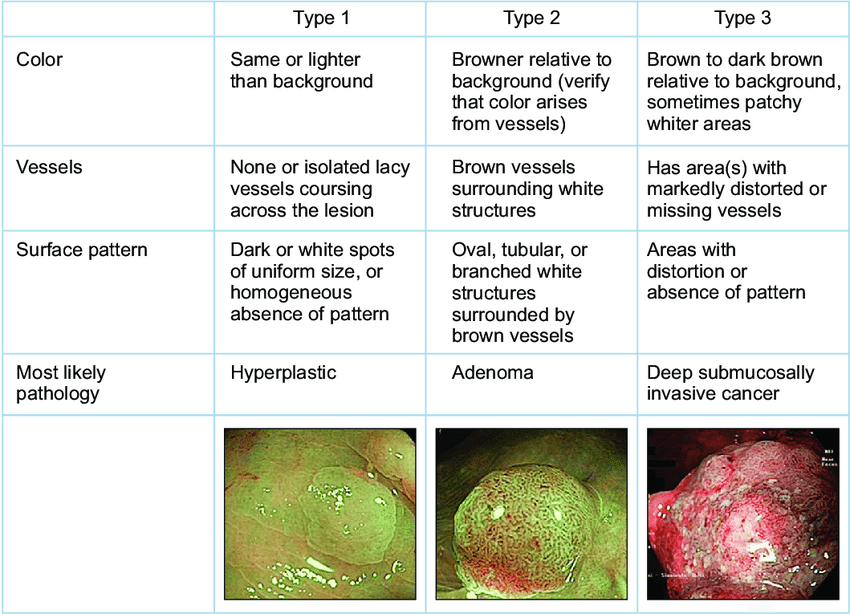 Type 1 Type 2 Type 3
Color
Same or lighter
than background
Browner relative to
background (verify
that color arises
from vessels)
Brown to dark brown
relative to background,
sometimes patchy
whiter areas
Vessels
None or isolated lacy
vessels coursing
across the lesion
Brown vessels
surrounding white
structures
Has area(s) with
markedly distorted or
missing vessels
Surface pattern
Dark or white spots
of uniform size, or
homogeneous
absence of pattern
Oval, tubular, or
branched white
structures
surrounded by
brown vessels
Areas with
distortion or
absence of pattern
Most likely
pathology
Hyperplastic
Adenoma
Deep submucosally
invasive cancer
NBI
Near
Focus